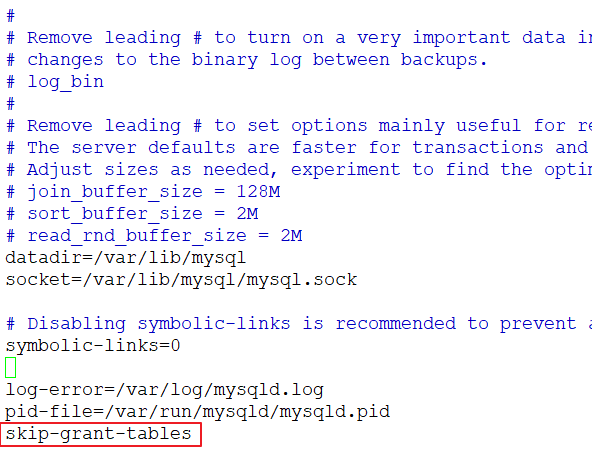 #
# Remove leading # to turn on a very important data in
# changes to the binary log between backups.
# log_bin
#
# Remove leading # to set options mainly useful for re
# The server defaults are faster for transactions and
# Adjust sizes as needed, experiment to find the opti
# join_buffer_size = 128M
# sort_buffer_size = 2M
# read_rnd_buffer_size = 2M
datadir=/var/lib/mysql
socket=/var/lib/mysql/mysql.sock
# Disabling symbolic-links is recommended to prevent a
symbolic-links=0
log-error=/var/log/mysqld.log
pid-file=/var/run/mysqld/mysqld.pid
skip-grant-tables